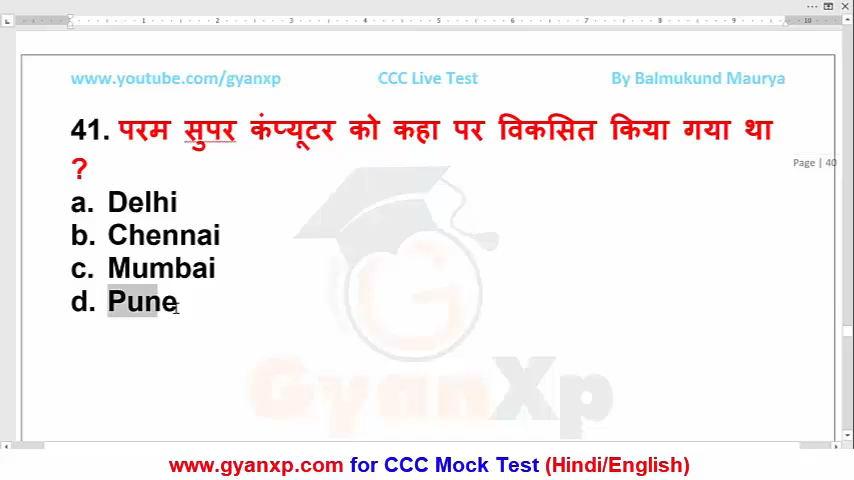 www.youtube.com/gyanxp CCC Live Test By Balmukund Maurya
41. परम सुपर कंप्यूटर को कहा पर विकसित किया गया था
?
Page | 40
a. Delhi
b. Chennai
c. Mumbai
d. Pune
GyanXp
www.gyanxp.com for CCC Mock Test (Hindi/English)